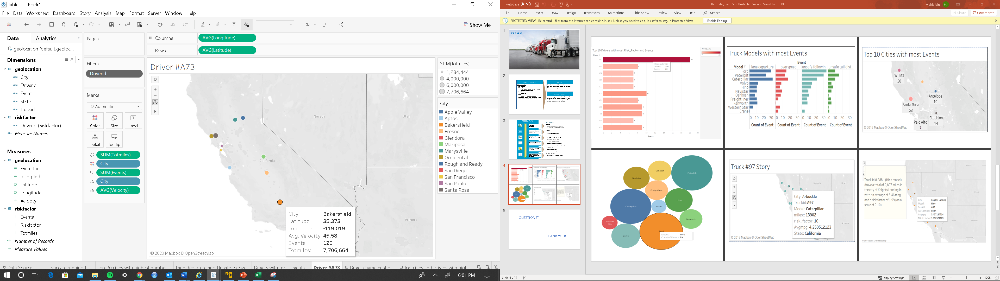 Tableau - Book1
File Data Worksheet Dashboard Story Analysis Map Format Server Window Help
Show Me
Data Analytics
geolocation (default.geoloc...
Dimensions
geolocation
Abc City
Abc Driverid
Abc Event
Abc State
Abc Truckid
riskfactor
Abc Driverid (Riskfactor)
Abc Measure Names
Measures
geolocation
# Event Ind
# Idling Ind
Latitude
Longitude
# Velocity
riskfactor
# Events
# Riskfactor
# Totmiles
# Number of Records
# Measure Values
Pages
Filters
Driverid
Marks
Automatic
Color Size Label
Detail Tooltip
SUM(Totmiles)
City
SUM(Events)
City
AVG(Velocity)
Columns AVG(Longitude)
Rows AVG(Latitude)
Driver #A73
Nevada
Utah
California
Arizona
City: Bakersfield
Latitude: 35.373
Longitude: -119.019
Avg. Velocity: 45.58
Events: 120
Totmiles: 7,706,664
© 2020 Mapbox © OpenStreetMap
SUM(Totmiles)
1,284,444
4,000,000
6,000,000
7,706,664
City
Apple Valley
Aptos
Bakersfield
Fresno
Glendora
Mariposa
Marysville
Occidental
Rough and Ready
San Diego
San Francisco
San Pablo
Santa Rosa
Data Source
who are running tr...
Top 20 cities with highest number...
Lane departure and Unsafe follow...
Drivers with most events
Driver #A73
Driver characteristic
Top cities and drivers with high...
6:01 PM
AutoSave Off
Big Data_Team 5 - Protected View - Saved to this PC
Mohit Jain MJ
File Home Insert Draw Design Transitions Animations Slide Show Review View Help Search
Share Comments
PROTECTED VIEW Be careful—files from the Internet can contain viruses. Unless you need to edit, it's safer to stay in Protected View. Enable Editing
1
TEAM 5
2
3
4
5
QUESTIONS?
THANK YOU!
Top 10 Drivers with most Risk_Factor and Events
Events
Truck Models with most Events
Event
Model lane departure overspeed unsafe followin.. unsafe tail dist..
Ford
Peterbilt
Caterpillar
Volvo
Hino
Navistar
Oshkosh
Freightliner
Kenworth
Western Star
Crane
0 10 20 30 0 10 20 30 0 10 20 30 0 10 20 30
Count of Event Count of Event Count of Event Count of Event
Top 10 Cities with most Events
Willits
28
Antelope
19
Santa Rosa
53
Stockton
14
Palo Alto
7
© 2019 Mapbox © OpenStreetMap
Oshkosh
Peterbilt
Navistar
Freightliner
Caterpillar
Crane
Hino
Western Star
Kenworth
Volvo
Ford
Model: Ford
Count of Events: 89
Truck #97 Story
Nevada
Utah
Arizona
City: Arbuckle
Truckid:A97
Model: Caterpillar
miles:: 13902
risk_factor: 10
Avgmpg: 4.250512123
State: California
© 2019 Mapbox © OpenStreetMap
Truck id # A88 – (Hino model)
drove a total of 9,807 miles in
the city of Knights Landing in
with an average of 5.46 mpg
and a risk factor of 1.99 (on a
scale of 0-10).
City: Knights Landing
Model: Hino
Truckid: A88
Apr13 Miles: 9807
Avgmpg: 5.457134724
NRisk_factor: 1.992571169
Slide 4 of 5
Display Settings
120%